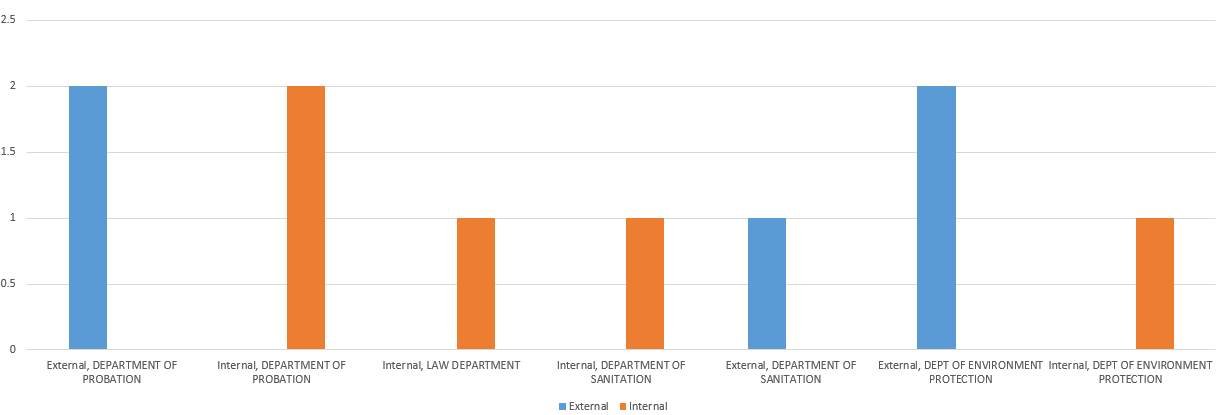 2.5
2
1.5
1
0.5
0
External, DEPARTMENT OF
PROBATION
Internal, DEPARTMENT OF
PROBATION
Internal, LAW DEPARTMENT
Internal, DEPARTMENT OF
SANITATION
External, DEPARTMENT OF
SANITATION
External, DEPT OF ENVIRONMENT
PROTECTION
Internal, DEPT OF ENVIRONMENT
PROTECTION
External Internal